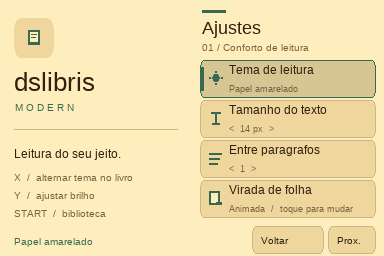 dslibris
MODERN
Leitura do seu jeito.
X / alternar tema no livro
Y / ajustar brilho
START / biblioteca
Papel amarelado
Ajustes
01 / Conforto de leitura
Tema de leitura
Papel amarelado
Tamanho do texto
< 14 px >
Entre paragrafos
< 1 >
Virada de folha
Animada / toque para mudar
Voltar
Prox.